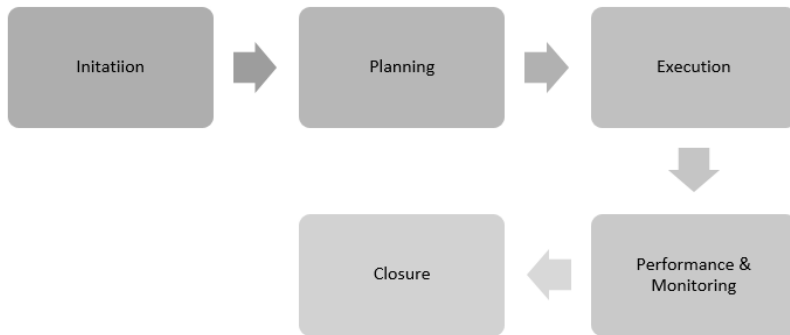 Initatiion
Planning
Execution
Performance &
Monitoring
Closure